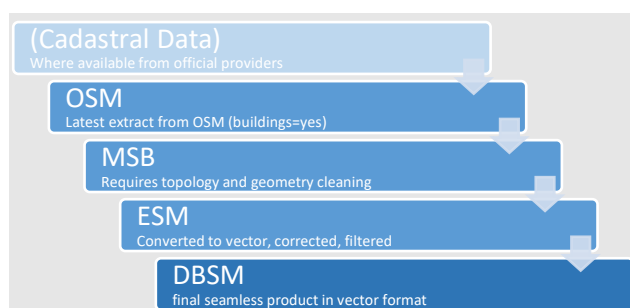 (Cadastral Data)
Where available from official providers
OSM
Latest extract from OSM (buildings=yes)
MSB
Requires topology and geometry cleaning
ESM
Converted to vector, corrected, filtered
DBSM
final seamless product in vector format